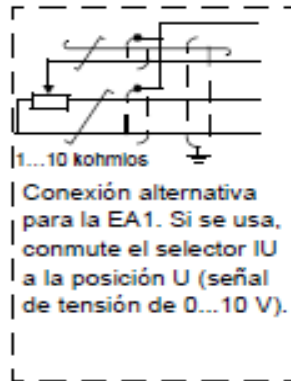 1...10 kohmios
Conexión alternativa
para la EA1. Si se usa,
conmute el selector IU
a la posición U (señal
de tensión de 0...10 V).